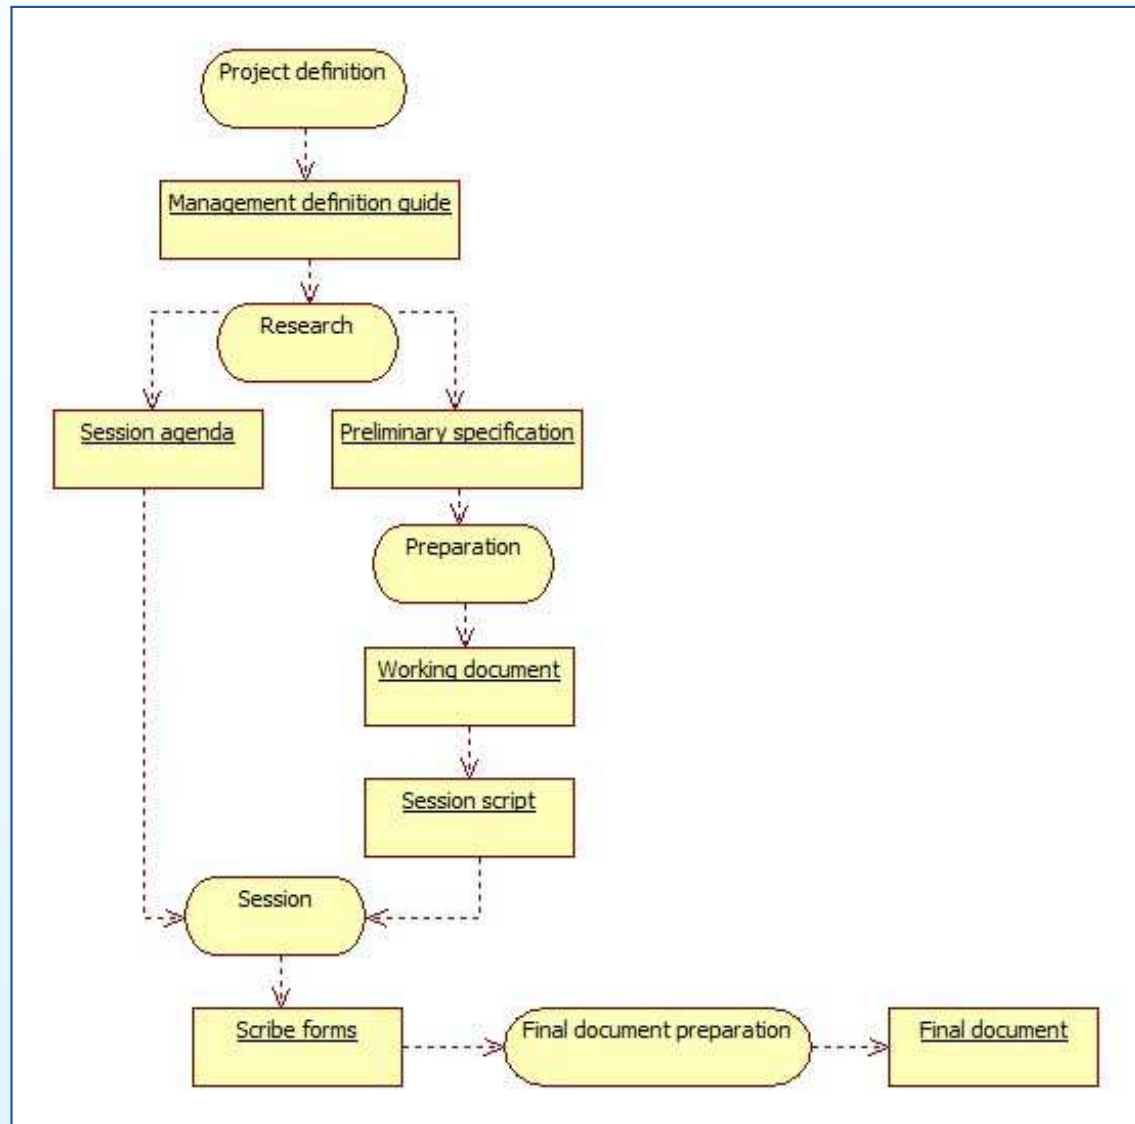 Project definition
Management definition guide
Research
Session agenda
Preliminary specification
Preparation
Working document
Session script
Session
Scribe forms
Final document preparation
Final document